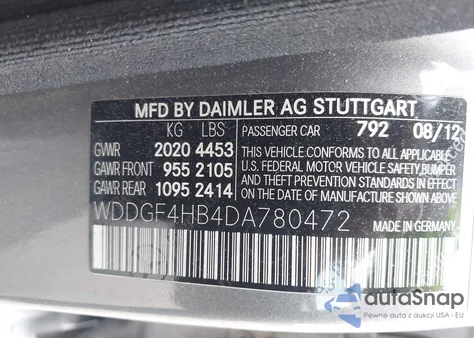 MFD BY DAIMLER AG STUTTGART
KG LBS PASSENGER CAR 792 08/12
GVWR 2020 4453
GAWR FRONT 955 2105
GAWR REAR 1095 2414
THIS VEHICLE CONFORMS TO ALL APPLICABLE
U.S. FEDERAL MOTOR VEHICLE SAFETY, BUMPER
AND THEFT PREVENTION STANDARDS IN EFFECT
ON THE DATE OF MANUFACTURE SHOWN ABOVE
WDDGF4HB4DA780472
MADE IN GERMANY
autoSnap
Pewne auto z aukcji USA i EU